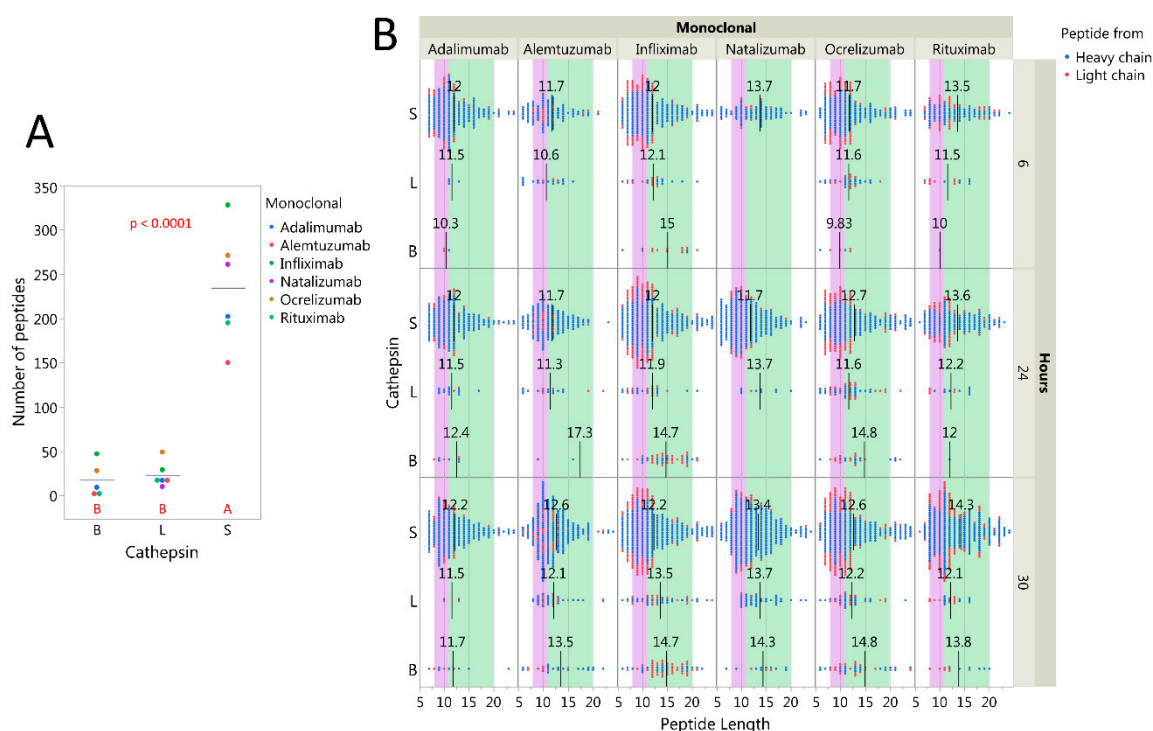 A
350
300
250
200
150
100
50
0
Number of peptides
p < 0.0001
B B A
B L S
Cathepsin
Monoclonal
Adalimumab
Alemtuzumab
Infliximab
Natalizumab
Ocrelizumab
Rituximab
B
Monoclonal
Adalimumab Alemtuzumab Infliximab Natalizumab Ocrelizumab Rituximab
Peptide from
Heavy chain
Light chain
S 12 11.7 12 13.7 11.7 13.5
L 11.5 10.6 12.1 11.6 11.5
B 10.3 15 9.83 10
6
S 12 11.7 12 11.7 12.7 13.6
L 11.5 11.3 11.9 13.7 11.6 12.2
B 12.4 17.3 14.7 14.8 12
24
S 12.2 12.6 12.2 13.4 12.6 14.3
L 11.5 12.1 13.5 13.7 12.2 12.1
B 11.7 13.5 14.7 14.3 14.8 13.8
30
Cathepsin
Hours
5 10 15 20 5 10 15 20 5 10 15 20 5 10 15 20 5 10 15 20 5 10 15 20
Peptide Length